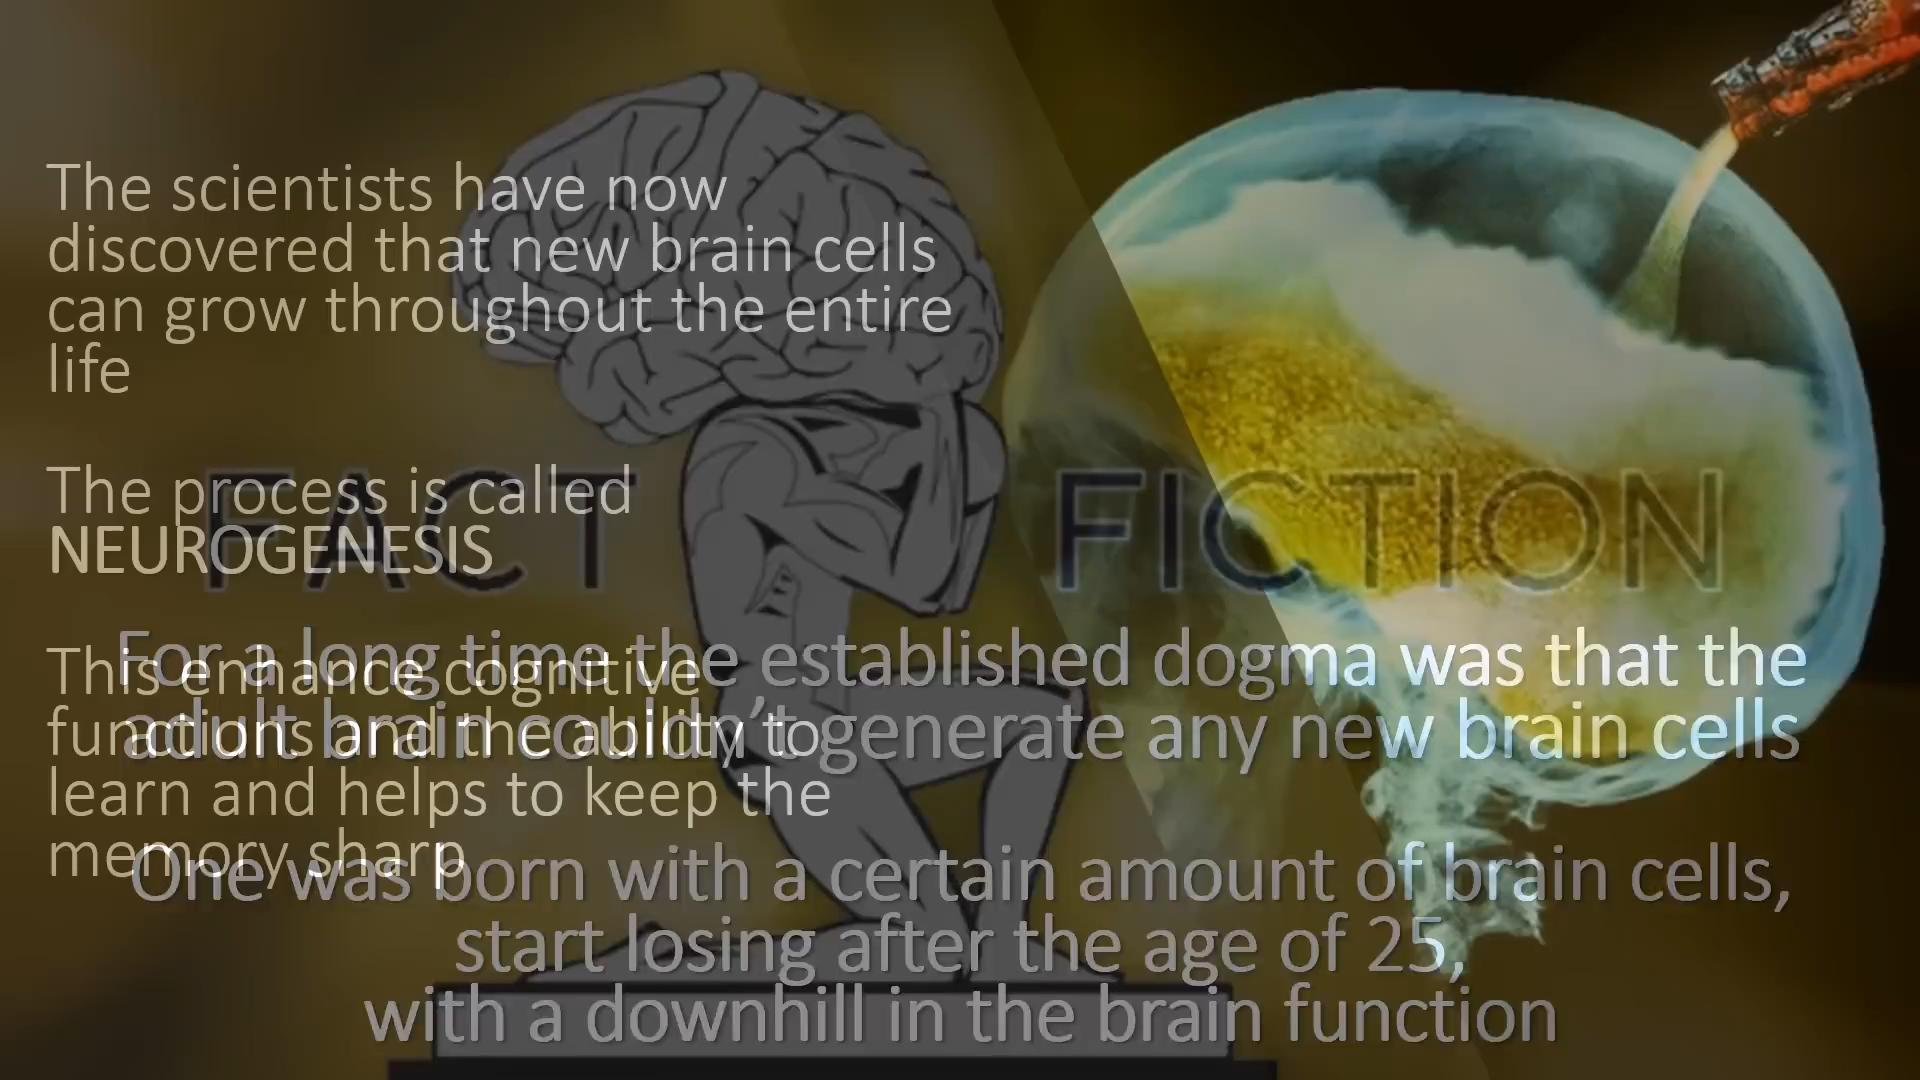 The scientists have now
discovered that new brain cells
can grow throughout the entire
life
The process is called
NEUROGENESIS
This enhance cognitive
functions and the ability to
learn and helps to keep the
memory sharp
FACT
FICTION
For a long time the established dogma was that the
adult brain couldn't generate any new brain cells
One was born with a certain amount of brain cells,
start losing after the age of 25,
with a downhill in the brain function